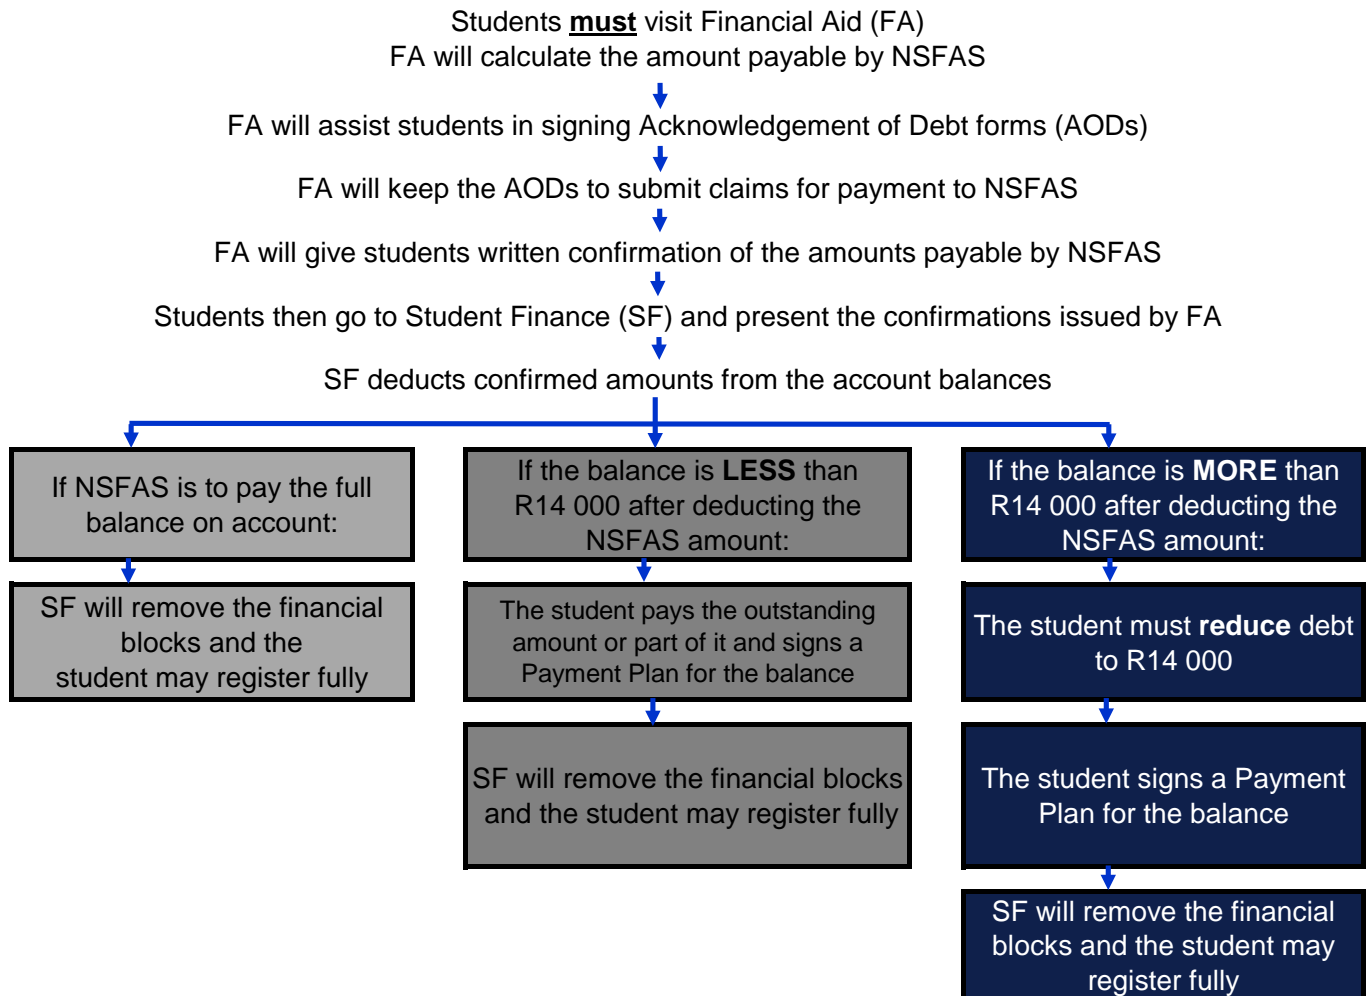 Students must visit Financial Aid (FA)
FA will calculate the amount payable by NSFAS
FA will assist students in signing Acknowledgement of Debt forms (AODs)
FA will keep the AODs to submit claims for payment to NSFAS
FA will give students written confirmation of the amounts payable by NSFAS
Students then go to Student Finance (SF) and present the confirmations issued by FA
SF deducts confirmed amounts from the account balances
If NSFAS is to pay the full
balance on account:
SF will remove the financial
blocks and the
student may register fully
If the balance is LESS than
R14 000 after deducting the
NSFAS amount:
The student pays the outstanding
amount or part of it and signs a
Payment Plan for the balance
SF will remove the financial blocks
and the student may register fully
If the balance is MORE than
R14 000 after deducting the
NSFAS amount:
The student must reduce debt
to R14 000
The student signs a Payment
Plan for the balance
SF will remove the financial
blocks and the student may
register fully